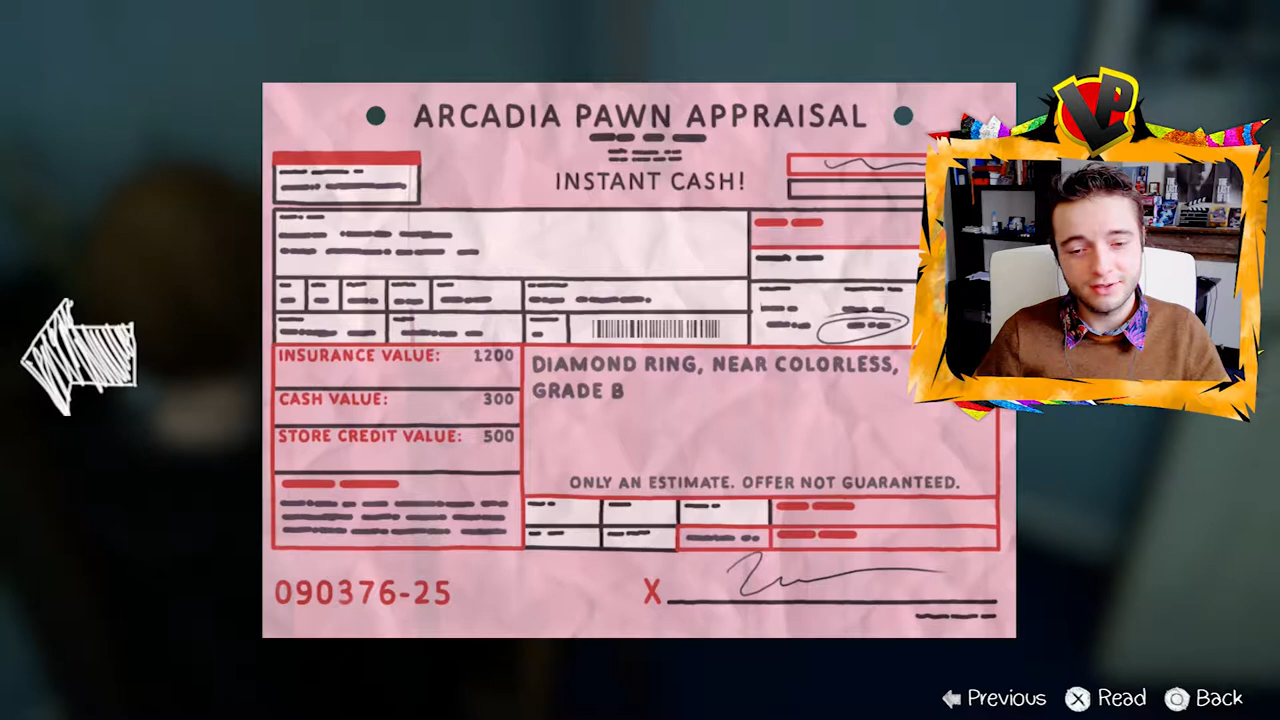 LP
ARCADIA PAWN APPRAISAL
INSTANT CASH!
INSURANCE VALUE: 1200
CASH VALUE: 300
STORE CREDIT VALUE: 500
DIAMOND RING, NEAR COLORLESS,
GRADE B
ONLY AN ESTIMATE. OFFER NOT GUARANTEED.
090376-25
X
Previous X Read Back